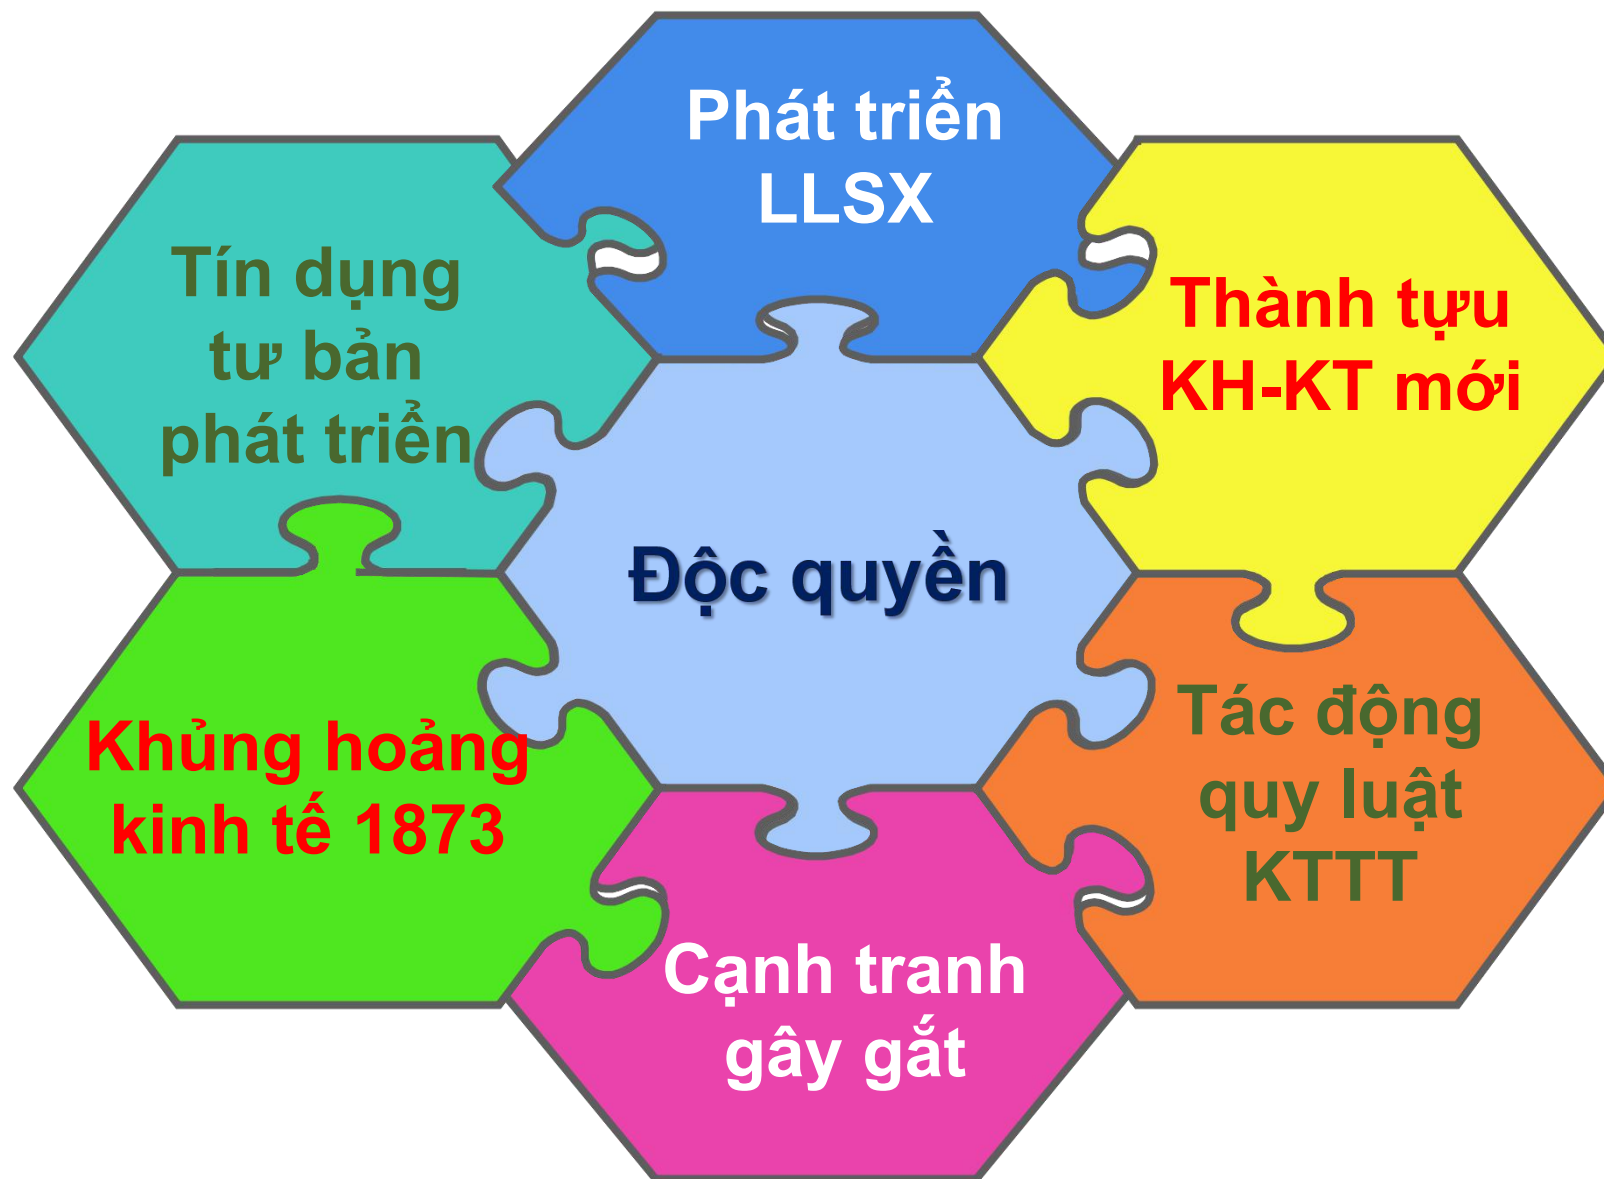 Phát triển
LLSX
Tín dụng
tư bản
phát triển
Thành tựu
KH-KT mới
Độc quyền
Khủng hoảng
kinh tế 1873
Tác động
quy luật
KTTT
Cạnh tranh
gây gắt